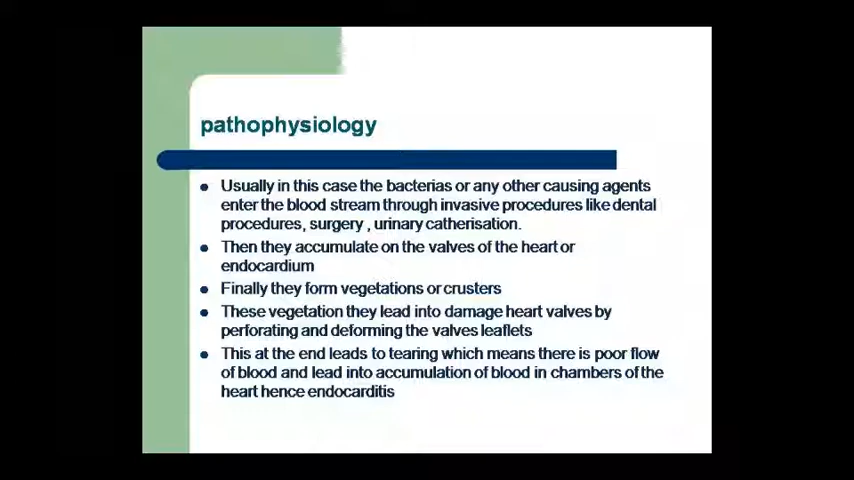 pathophysiology
Usually in this case the bacterias or any other causing agents
enter the blood stream through invasive procedures like dental
procedures, surgery , urinary catherisation.
Then they accumulate on the valves of the heart or
endocardium
Finally they form vegetations or crusters
These vegetation they lead into damage heart valves by
perforating and deforming the valves leaflets
This at the end leads to tearing which means there is poor flow
of blood and lead into accumulation of blood in chambers of the
heart hence endocarditis